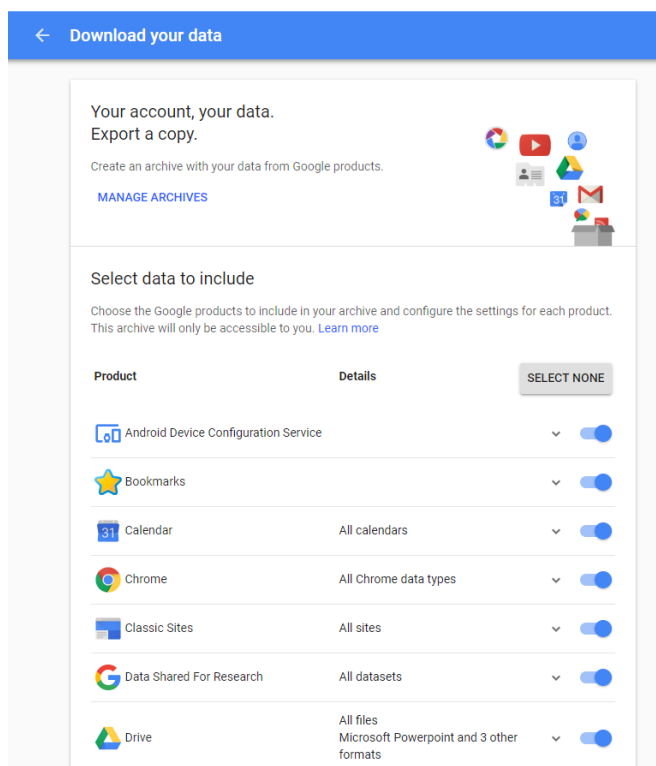 Download your data
Your account, your data.
Export a copy.
Create an archive with your data from Google products.
MANAGE ARCHIVES
31
Select data to include
Choose the Google products to include in your archive and configure the settings for each product.
This archive will only be accessible to you. Learn more
Product Details SELECT NONE
Android Device Configuration Service
Bookmarks
31 Calendar All calendars
Chrome All Chrome data types
Classic Sites All sites
Data Shared For Research All datasets
All files
Drive Microsoft Powerpoint and 3 other
formats